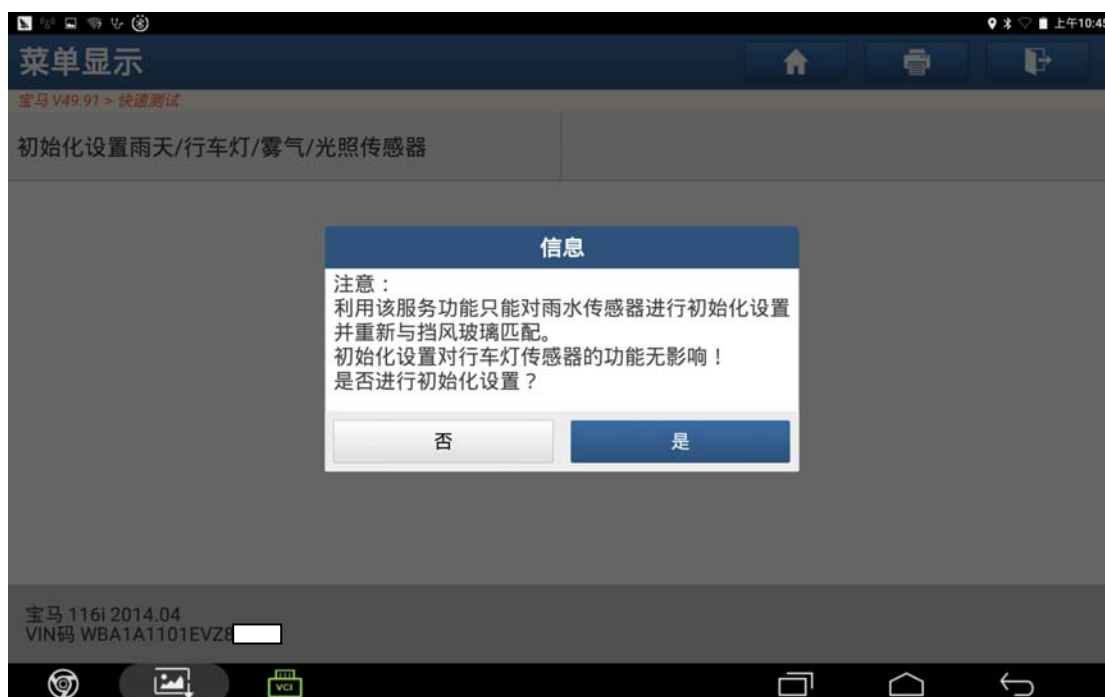 上午10:45
菜单显示
宝马 V49.91 > 快速测试
初始化设置雨天/行车灯/雾气/光照传感器
信息
注意：
利用该服务功能只能对雨水传感器进行初始化设置
并重新与挡风玻璃匹配。
初始化设置对行车灯传感器的功能无影响！
是否进行初始化设置？
否
是
宝马 116i 2014.04
VIN码 WBA1A1101EVZ8
VCI